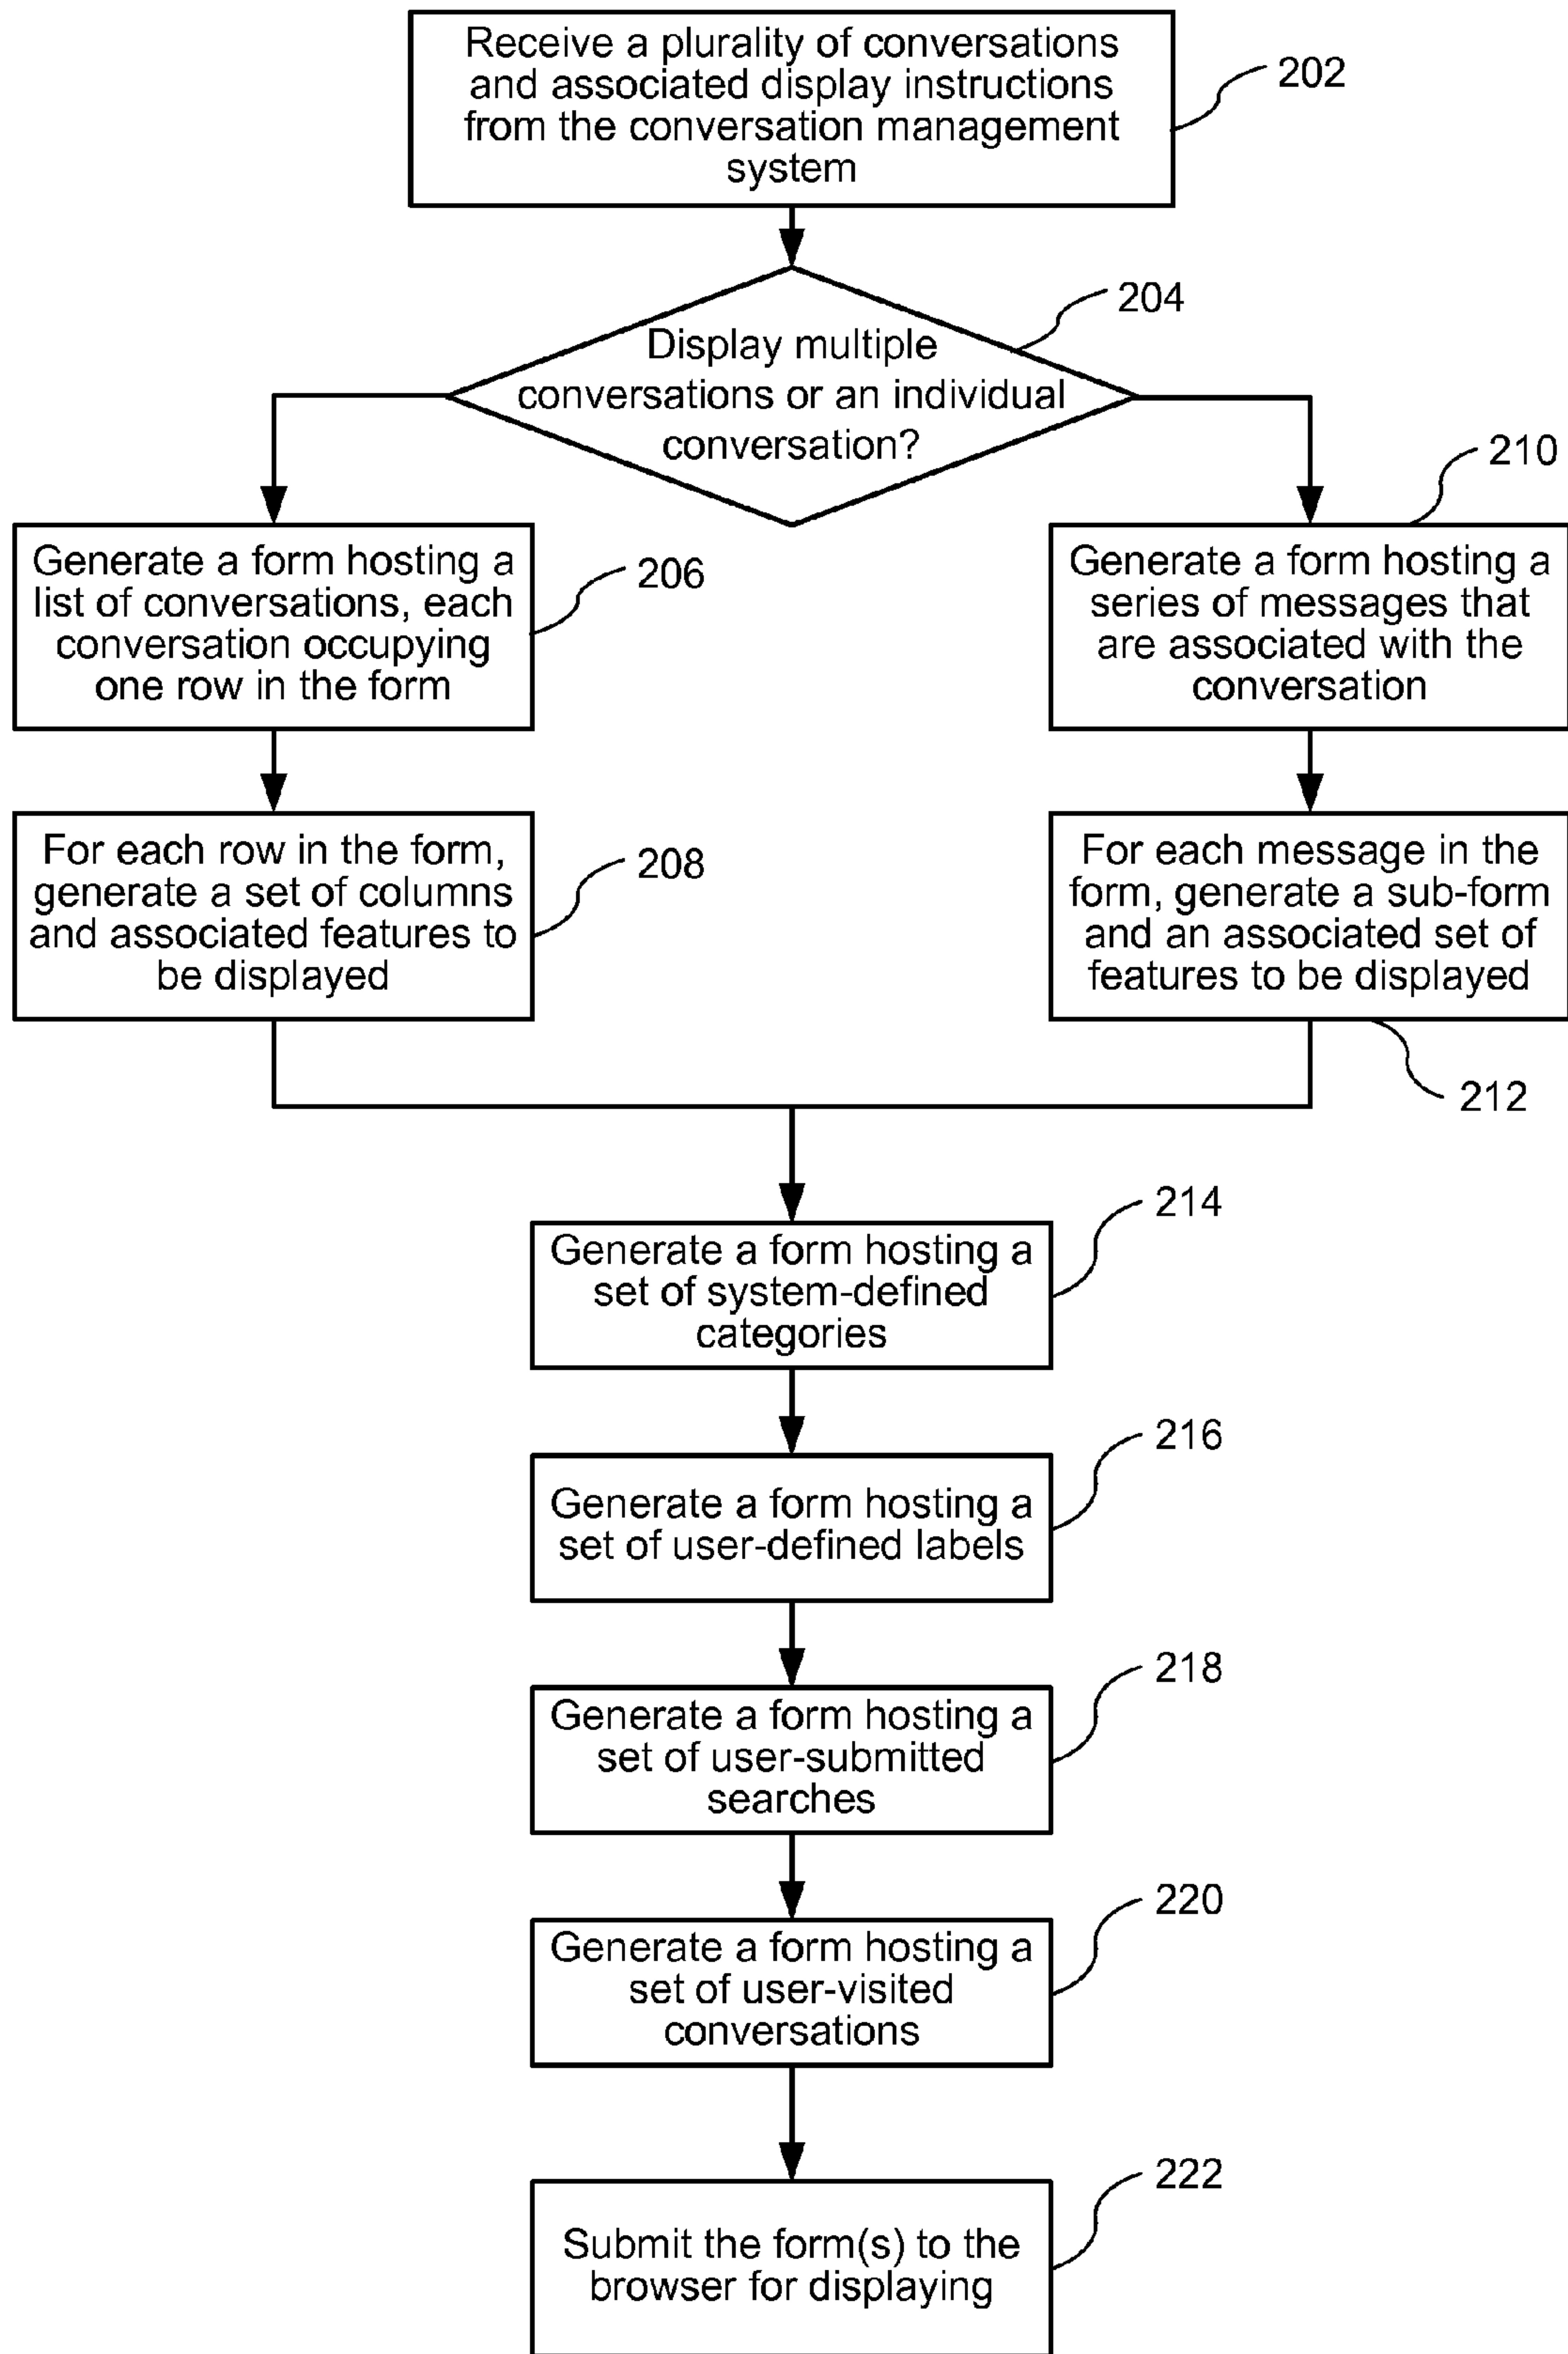 Receive a plurality of conversations
and associated display instructions
from the conversation management
system
202
204
Display multiple
conversations or an individual
conversation?
210
Generate a form hosting a
list of conversations, each
conversation occupying
one row in the form
206
Generate a form hosting a
series of messages that
are associated with the
conversation
For each row in the form,
generate a set of columns
and associated features to
be displayed
208
For each message in the
form, generate a sub-form
and an associated set of
features to be displayed
212
214
Generate a form hosting a
set of system-defined
categories
216
Generate a form hosting a
set of user-defined labels
218
Generate a form hosting a
set of user-submitted
searches
220
Generate a form hosting a
set of user-visited
conversations
222
Submit the form(s) to the
browser for displaying